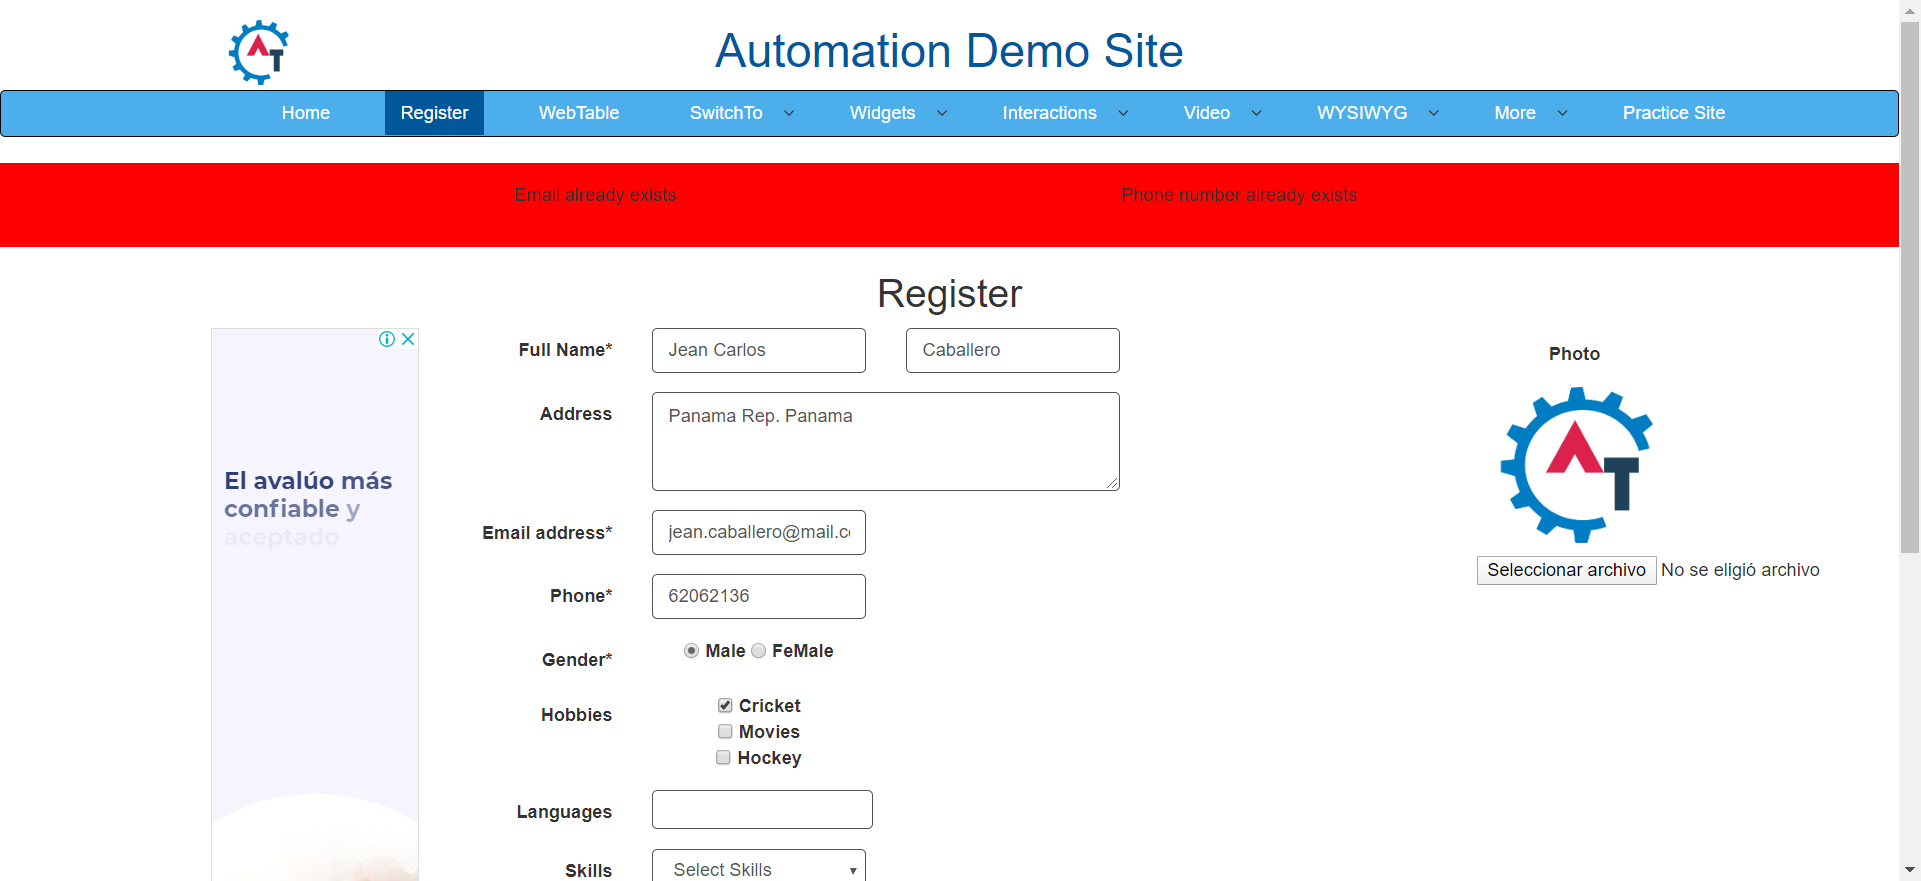 Automation Demo Site
Home Register WebTable SwitchTo Widgets Interactions Video WYSIWYG More Practice Site
Email already exists Phone number already exists
Register
El avalúo más
confiable y
aceptado
Full Name* Jean Carlos Caballero
Address Panama Rep. Panama
Email address* jean.caballero@mail.c
Phone* 62062136
Gender* Male FeMale
Hobbies Cricket
Movies
Hockey
Languages
Skills Select Skills
Photo
AT
Seleccionar archivo No se eligió archivo